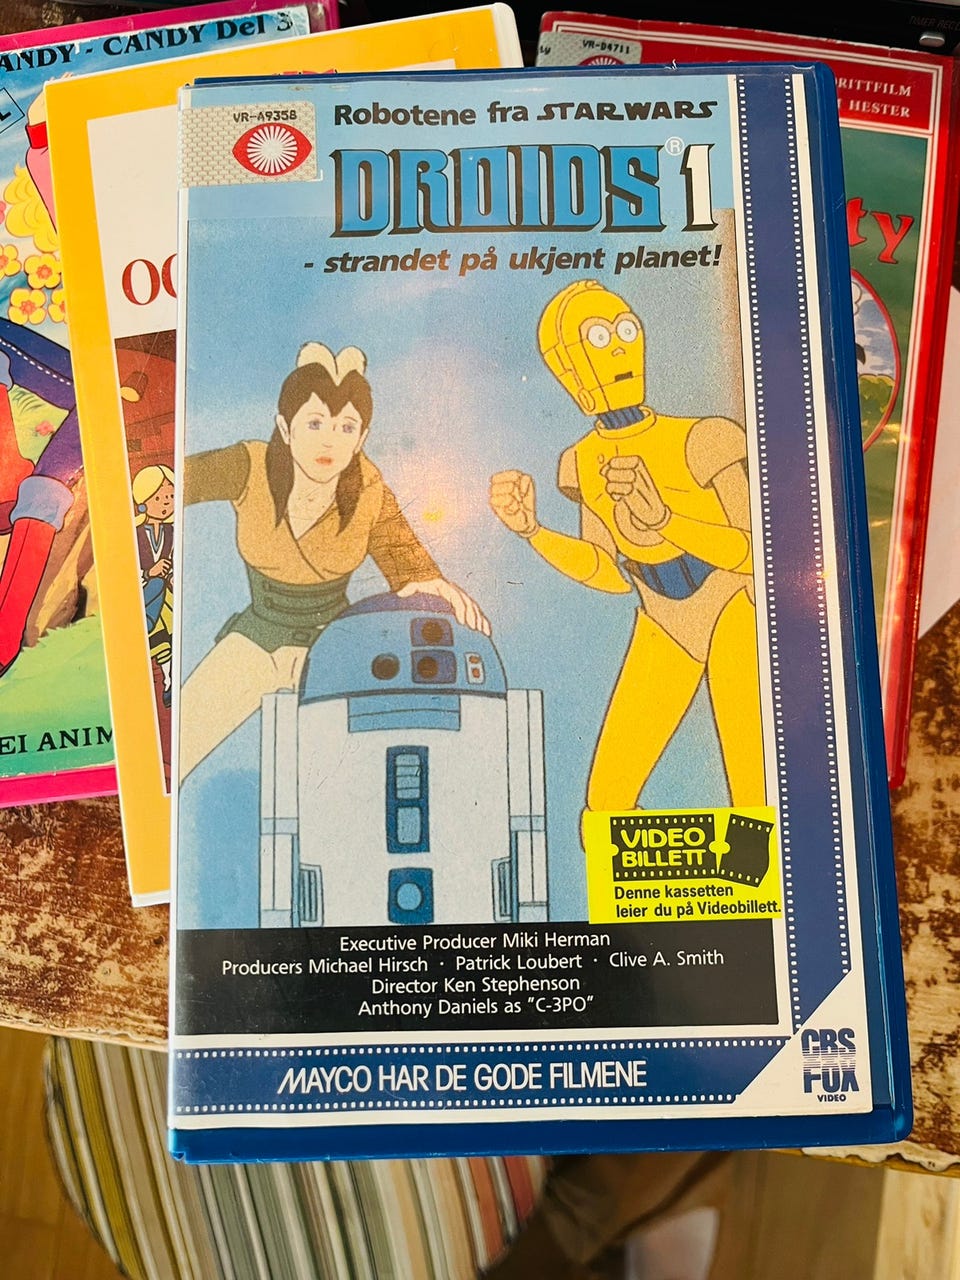 ANDY - CANDY Del 3
EI ANIM
VR-D4711
RITTFILM
HESTER
ty
VR-A9358
Robotene fra STAR WARS
DROIDS® 1
- strandet på ukjent planet!
VIDEO
BILLETT
Denne kassetten
leier du på Videobillett.
Executive Producer Miki Herman
Producers Michael Hirsch · Patrick Loubert · Clive A. Smith
Director Ken Stephenson
Anthony Daniels as "C-3PO"
MAYCO HAR DE GODE FILMENE
CBS
FOX
VIDEO